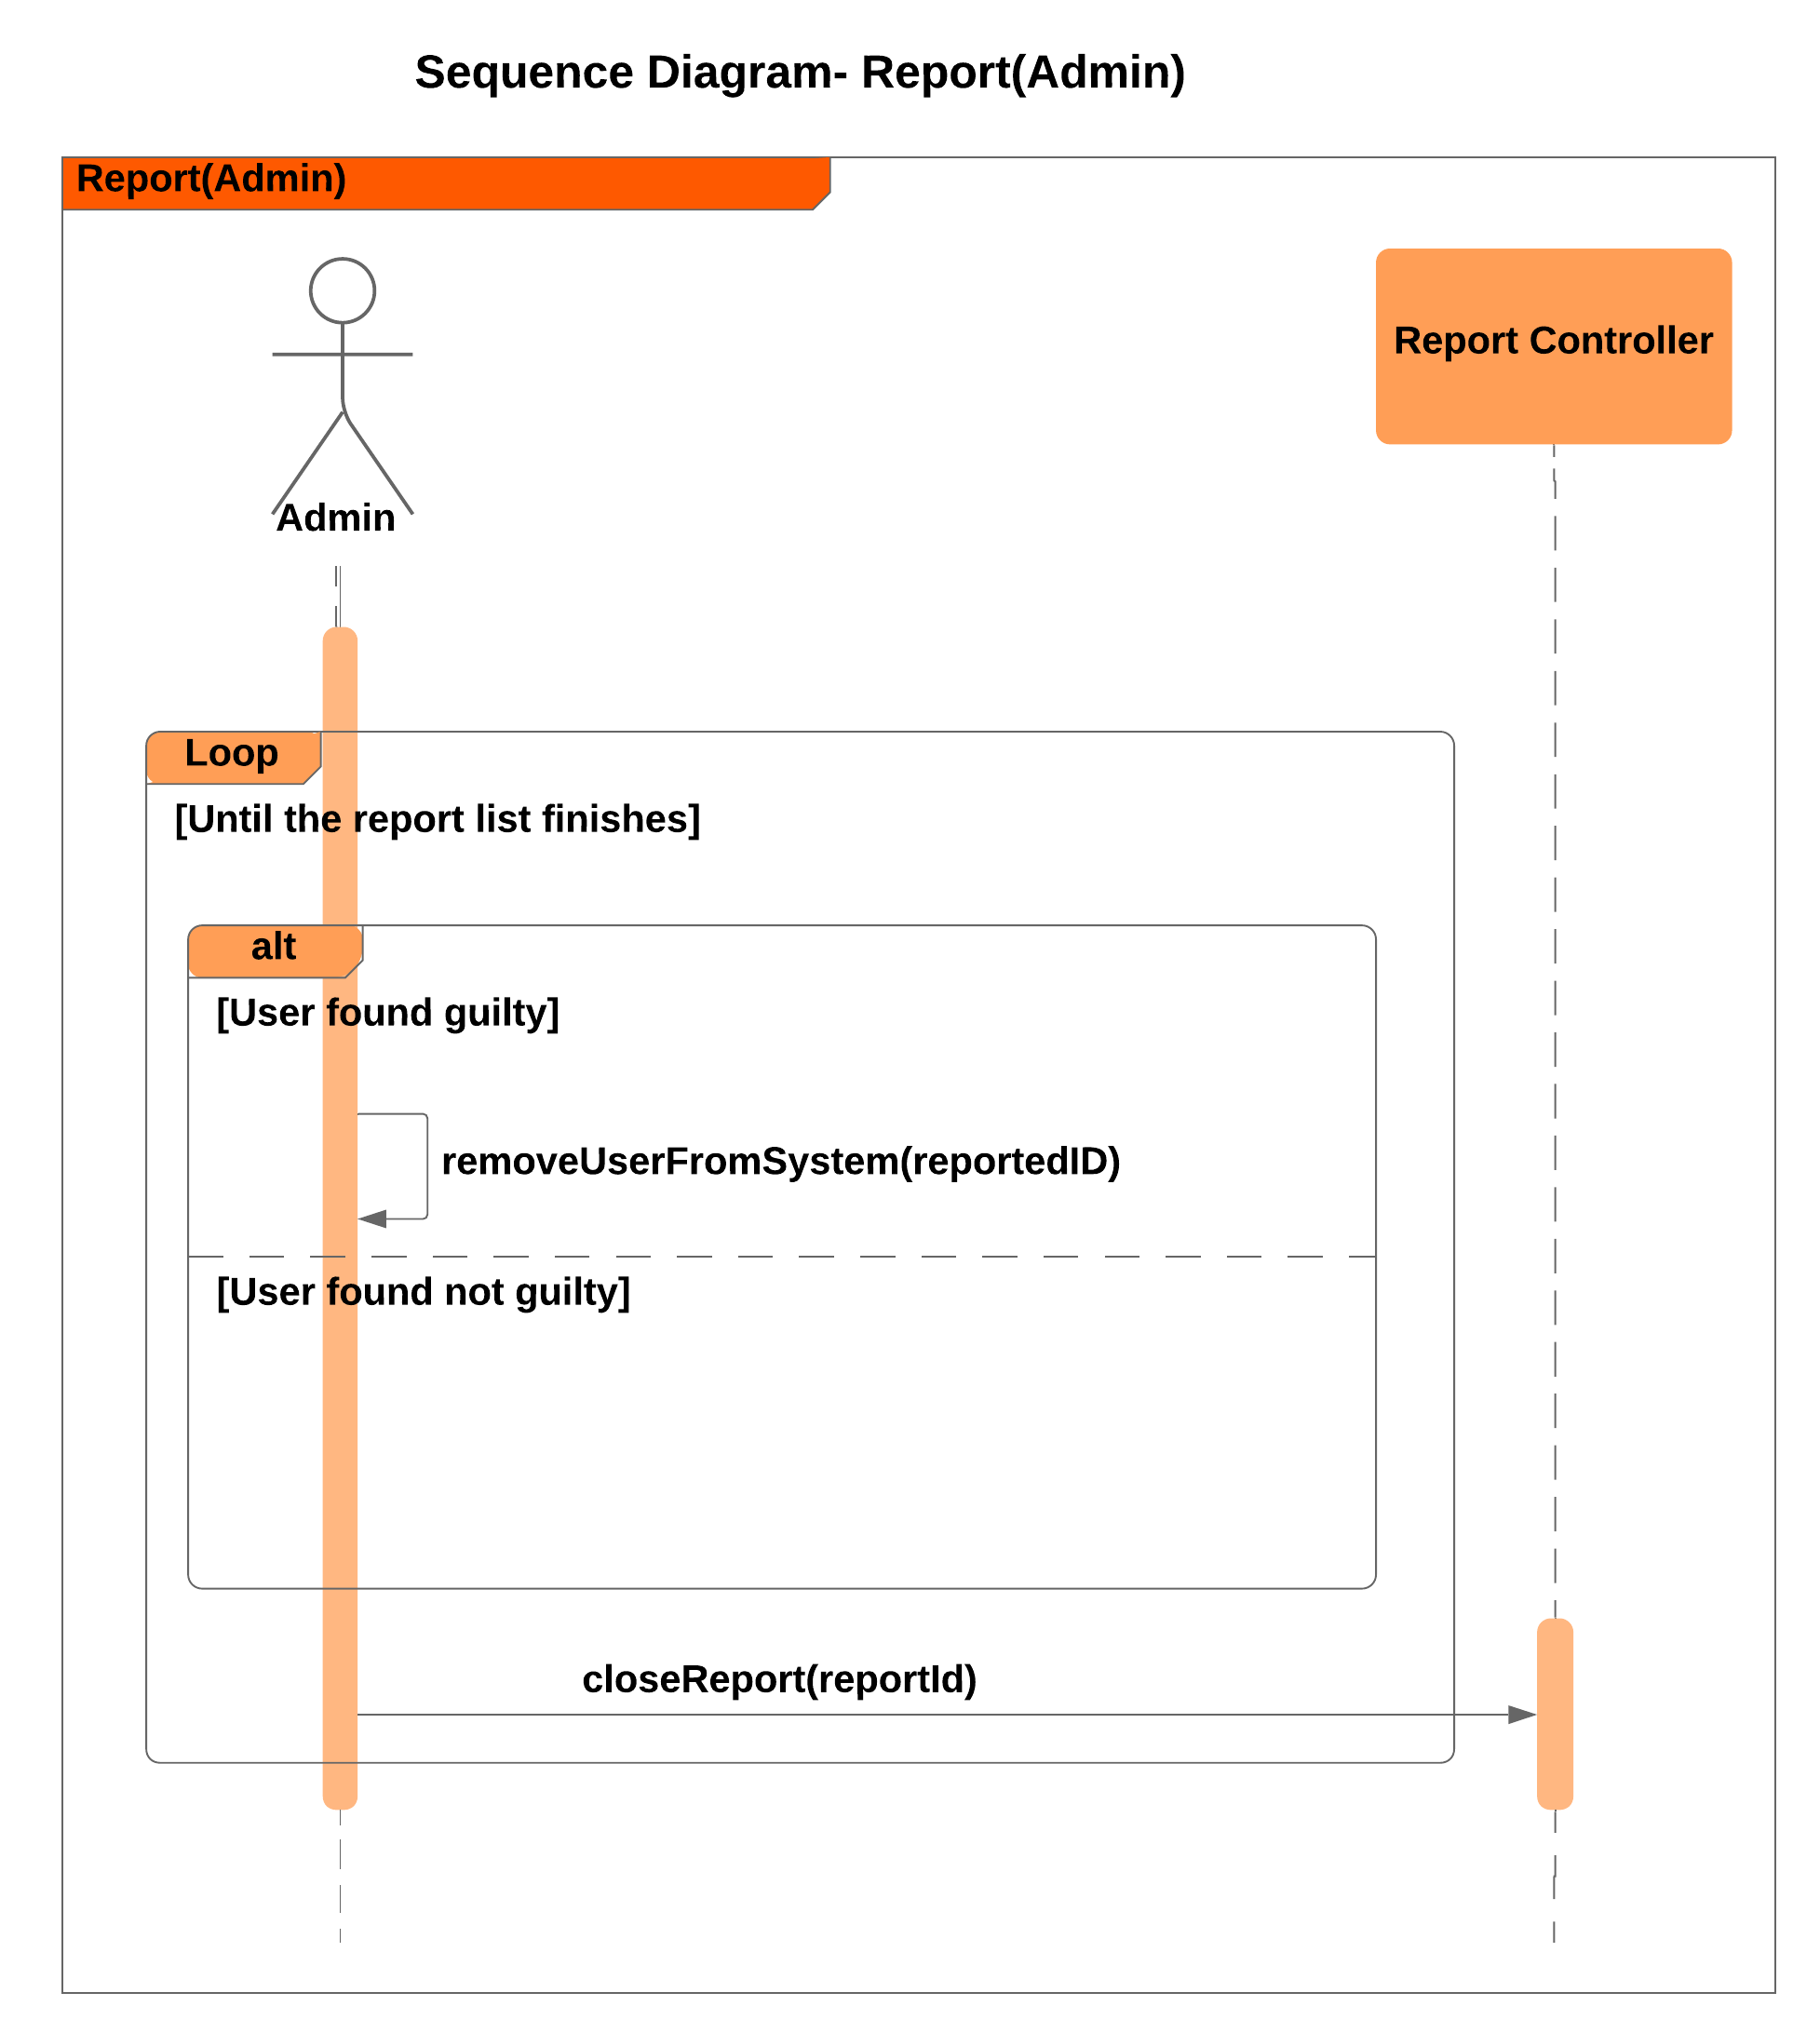 Sequence Diagram- Report(Admin)
Report(Admin)
Report Controller
Admin
Loop
[Until the report list finishes]
alt
[User found guilty]
removeUserFromSystem(reportedID)
[User found not guilty]
closeReport(reportId)